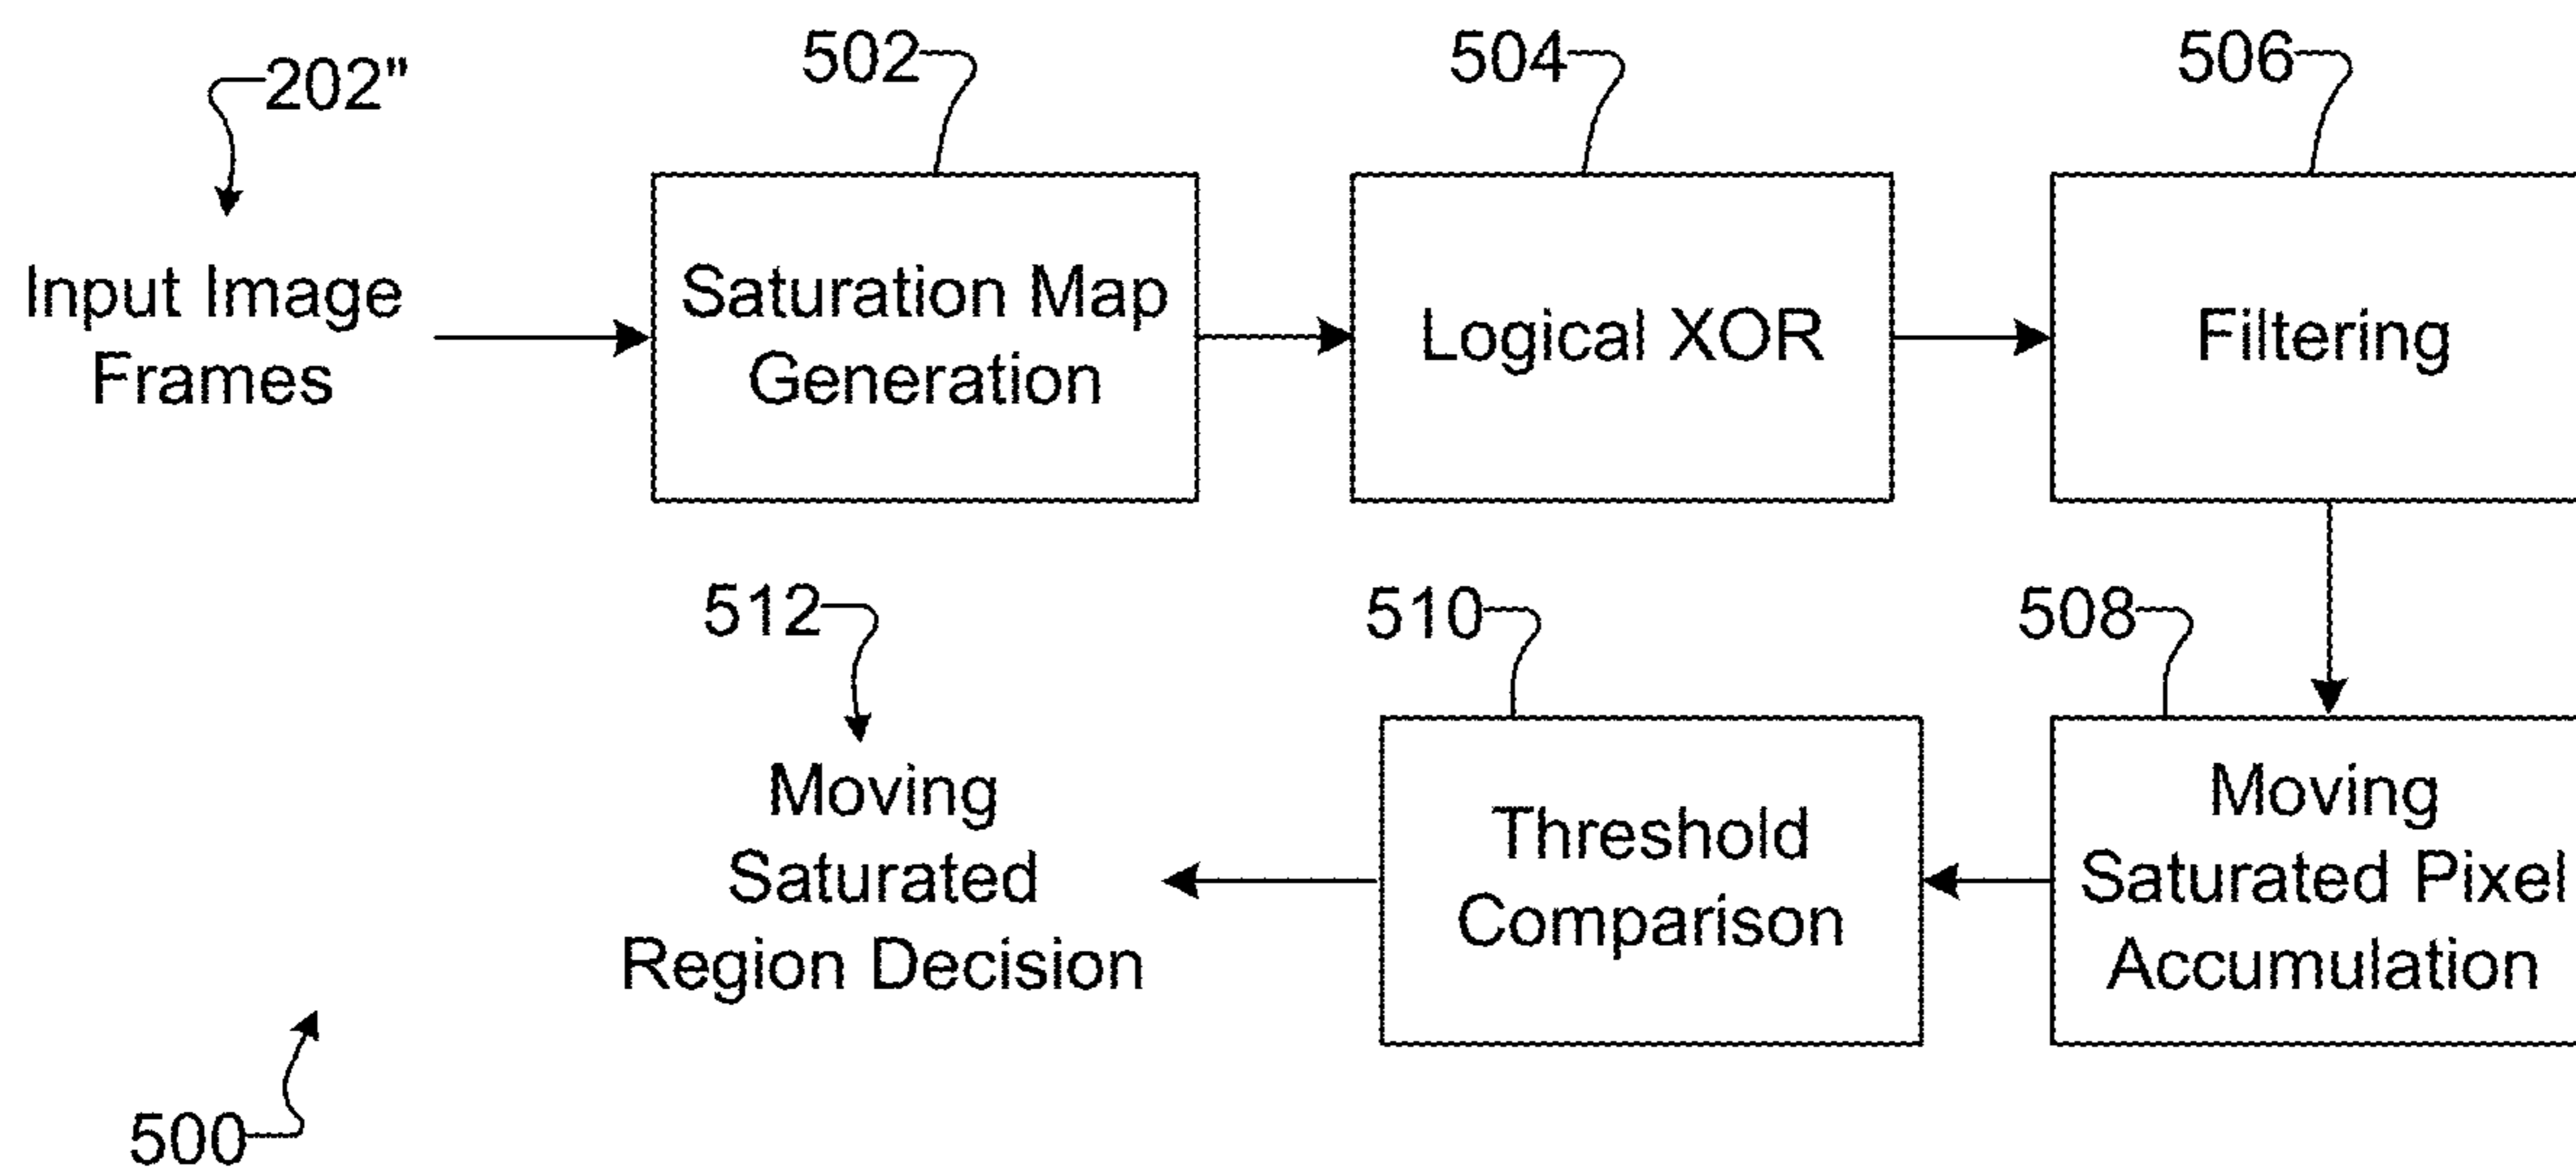 202"
502
504
506
Input Image
Frames
Saturation Map
Generation
Logical XOR
Filtering
512
510
508
Moving
Saturated
Region Decision
Threshold
Comparison
Moving
Saturated Pixel
Accumulation
500